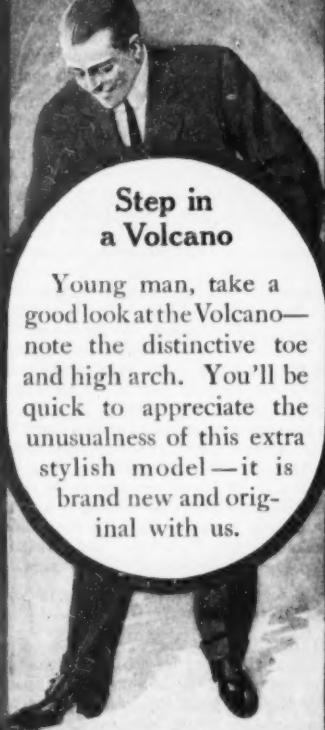 Step in
a Volcano
Young man, take a
good look at the Volcano—
note the distinctive toe
and high arch. You'll be
quick to appreciate the
unusualness of this extra
stylish model—it is
brand new and orig-
inal with us.